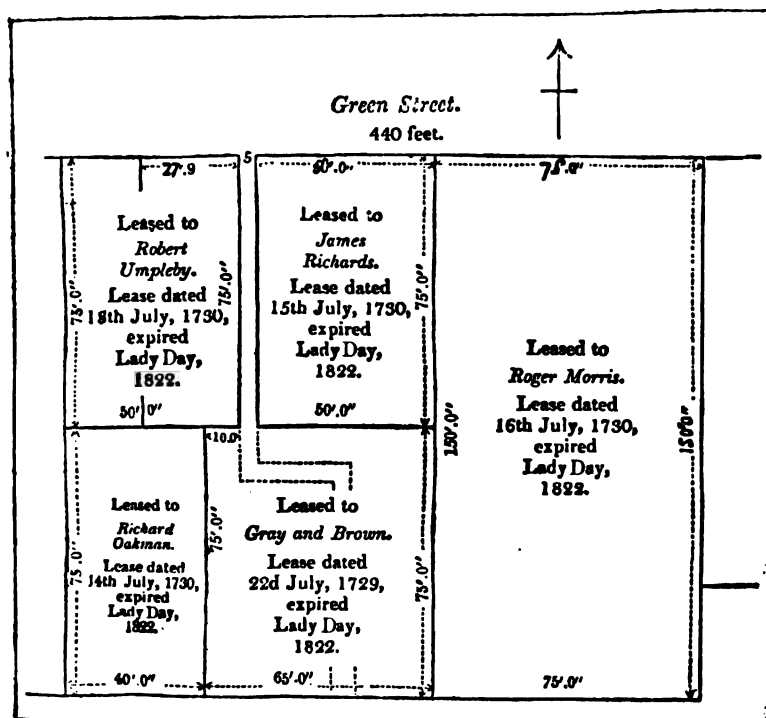 Green Street.
440 feet.
27'.9
5
75'.0"
Leased to
Robert
Umpleby.
Lease dated
18th July, 1730,
expired
Lady Day,
1822.
75'.0"
75'.0"
50' 0"
Leased to
James
Richards.
Lease dated
15th July, 1730,
expired
Lady Day,
1822.
75'.0"
50'.0"
Leased to
Roger Morris.
Lease dated
16th July, 1730,
expired
Lady Day,
1822.
150'.0"
75'.0"
10.0
Leased to
Richard
Oakman.
Lease dated
14th July, 1730,
expired
Lady Day,
1822.
75'.0"
75'.0"
40'.0"
Leased to
Gray and Brown.
Lease dated
22d July, 1729,
expired
Lady Day,
1822.
75'.0"
65'.0"